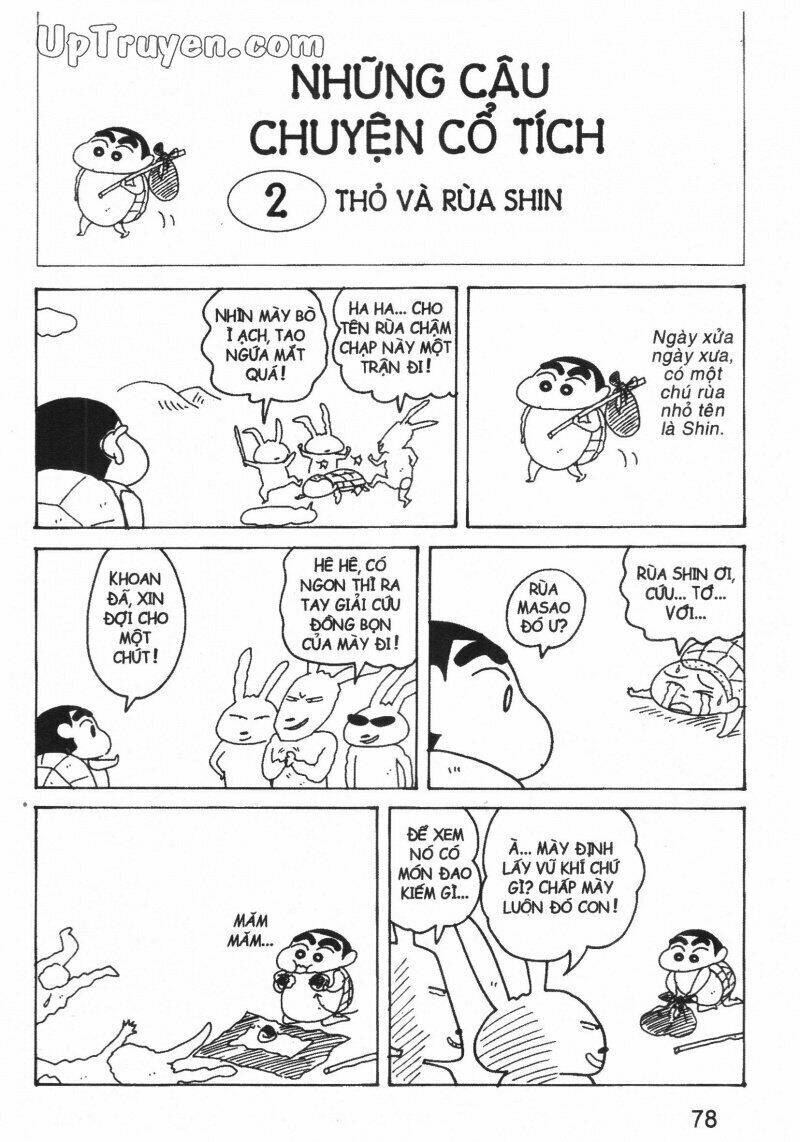 UpTruyen.com
NHỮNG CÂU
CHUYỆN CỔ TÍCH
2 THỎ VÀ RÙA SHIN
Ngày xửa
ngày xưa,
có một
chú rùa
nhỏ tên
là Shin.
HA HA... CHO
TÊN RÙA CHẬM
CHẠP NÀY MỘT
TRẬN ĐI!
NHÌN MÀY BÒ
Ì ẠCH, TAO
NGỨA MẮT
QUÁ!
RÙA SHIN ƠI,
CỨU... TỚ...
VỚI...
RÙA
MASAO
ĐÓ Ư?
HÊ HÊ, CÓ
NGON THÌ RA
TAY GIẢI CỨU
ĐỒNG BỌN
CỦA MÀY ĐI!
KHOAN
ĐÃ, XIN
ĐỢI CHO
MỘT
CHÚT!
À... MÀY ĐỊNH
LẤY VŨ KHÍ CHỨ
GÌ? CHẤP MÀY
LUÔN ĐÓ CON!
ĐỂ XEM
NÓ CÓ
MÓN ĐAO
KIẾM GÌ...
MĂM
MĂM...
78